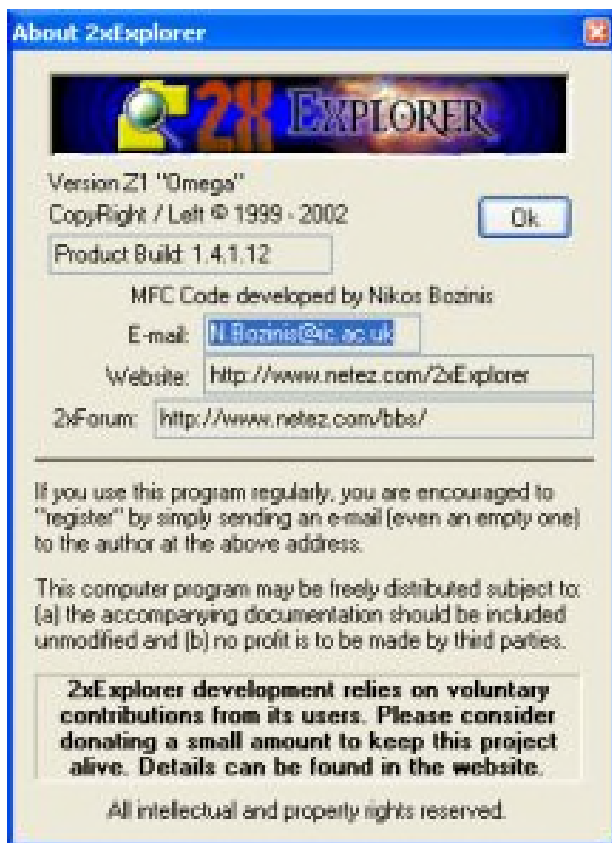 About 2xExplorer
2X EXPLORER
Version Z1 "Omega"
CopyRight / Left © 1999 - 2002
Ok
Product Build: 1.4.1.12
MFC Code developed by Nikos Bozinis
E-mail: N.Bozinis@ic.ac.uk
Website: http://www.netez.com/2xExplorer
2xForum: http://www.netez.com/bbs/
If you use this program regularly, you are encouraged to
"register" by simply sending an e-mail (even an empty one)
to the author at the above address.
This computer program may be freely distributed subject to:
(a) the accompanying documentation should be included
unmodified and (b) no profit is to be made by third parties.
2xExplorer development relies on voluntary
contributions from its users. Please consider
donating a small amount to keep this project
alive. Details can be found in the website.
All intellectual and property rights reserved.